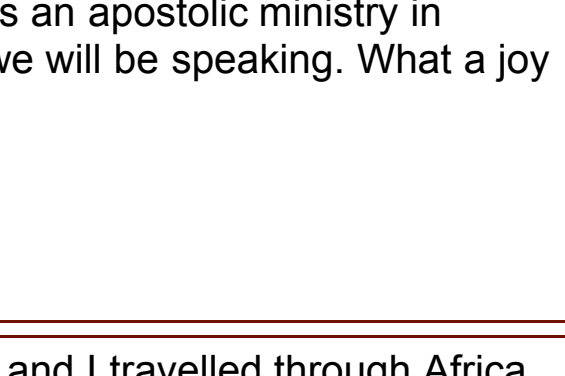 s an apostolic ministry in
we will be speaking. What a joy
and I travelled through Africa